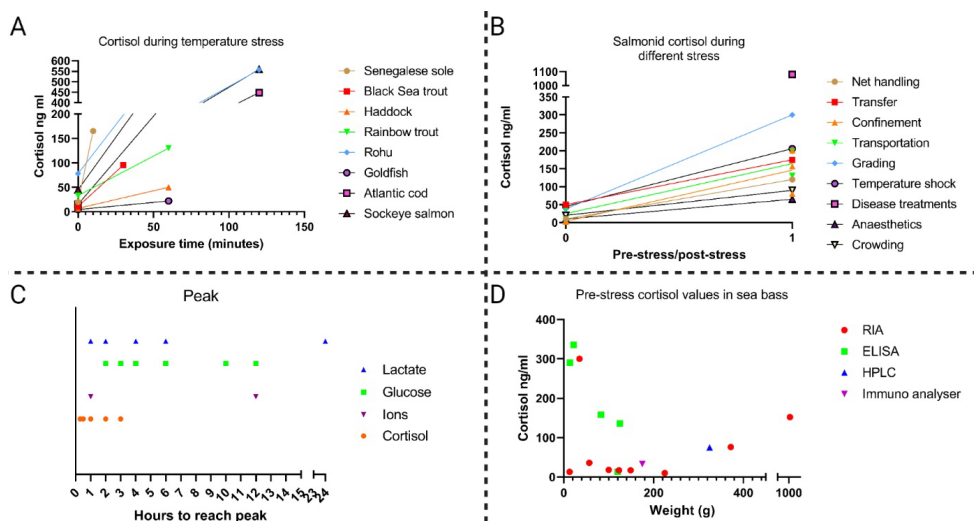 A
Cortisol during temperature stress
Cortisol ng ml
600
550
500
450
400
200
150
100
50
0
0
50
100
150
Exposure time (minutes)
Senegalese sole
Black Sea trout
Haddock
Rainbow trout
Rohu
Goldfish
Atlantic cod
Sockeye salmon
B
Salmonid cortisol during
different stress
Cortisol ng/ml
1100
1000
350
300
250
200
150
100
50
0
0
1
Pre-stress/post-stress
Net handling
Transfer
Confinement
Transportation
Grading
Temperature shock
Disease treatments
Anaesthetics
Crowding
C
Peak
0
1
2
3
4
5
6
7
8
9
10
11
12
13
14
15
23
24
Hours to reach peak
Lactate
Glucose
Ions
Cortisol
D
Pre-stress cortisol values in sea bass
Cortisol ng/ml
400
300
200
100
0
0
200
400
1000
Weight (g)
RIA
ELISA
HPLC
Immuno analyser